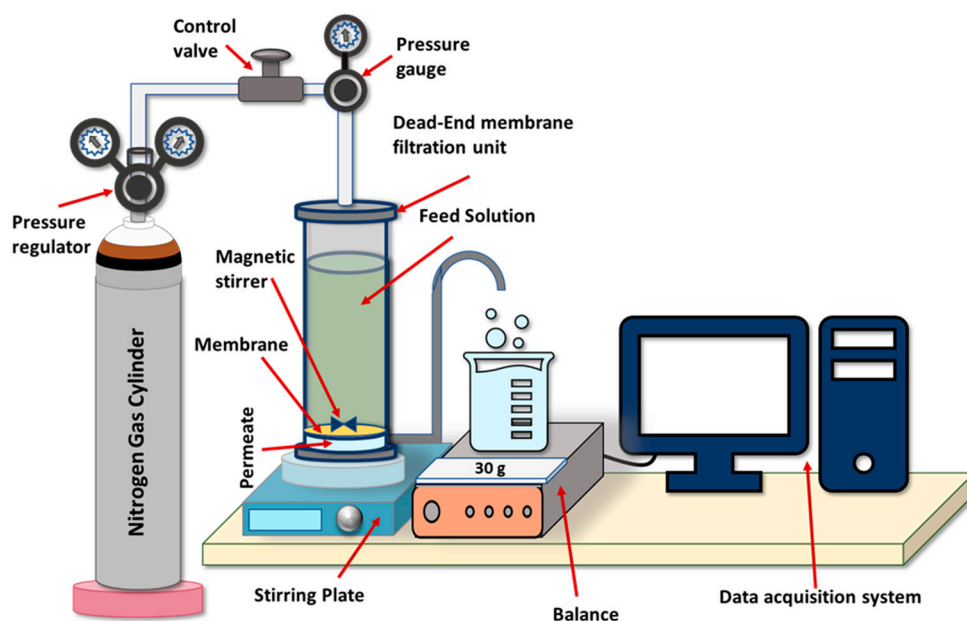 Control
valve
Pressure
gauge
Dead-End membrane
filtration unit
Pressure
regulator
Feed Solution
Magnetic
stirrer
Membrane
Nitrogen Gas Cylinder
Permeate
30 g
Stirring Plate
Balance
Data acquisition system